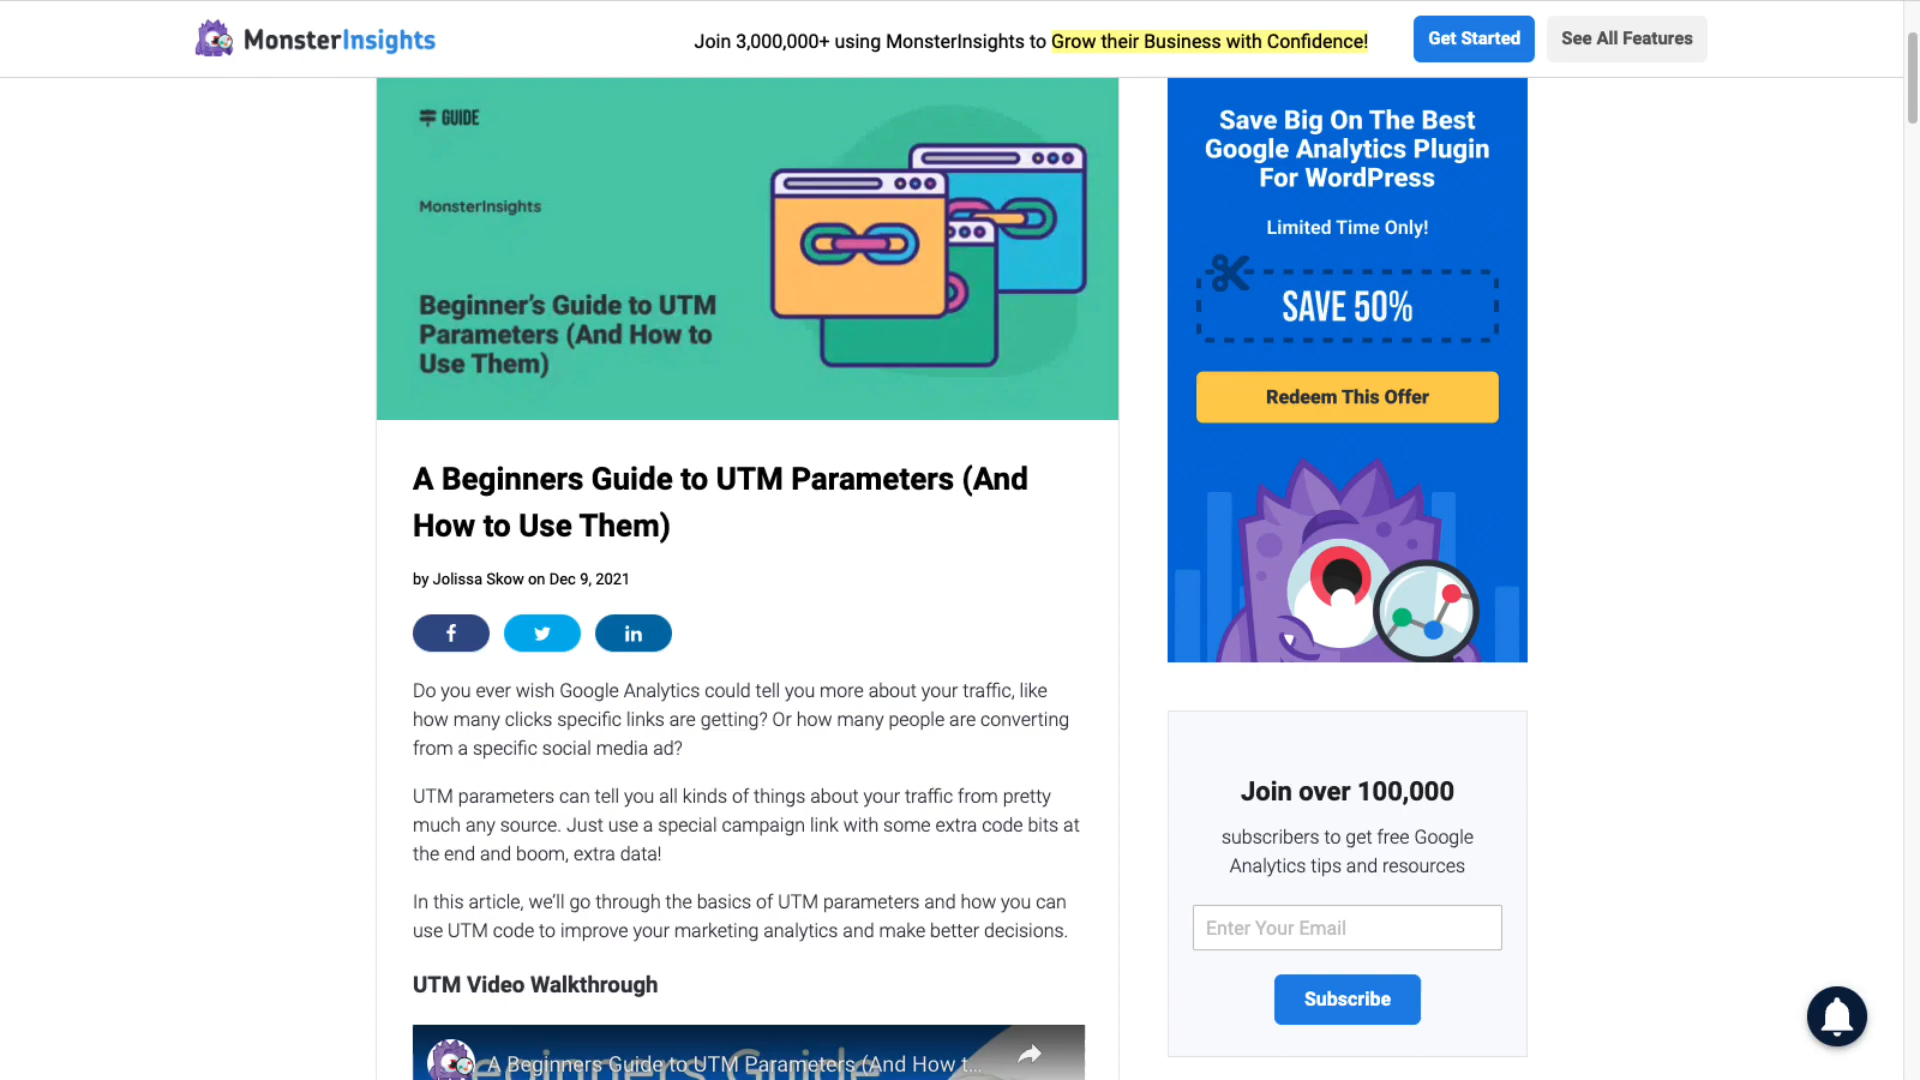 MonsterInsights
Join 3,000,000+ using MonsterInsights to Grow their Business with Confidence!
Get Started
See All Features
GUIDE
MonsterInsights
Beginner's Guide to UTM
Parameters (And How to
Use Them)
A Beginners Guide to UTM Parameters (And
How to Use Them)
by Jolissa Skow on Dec 9, 2021
f
in
Do you ever wish Google Analytics could tell you more about your traffic, like
how many clicks specific links are getting? Or how many people are converting
from a specific social media ad?
UTM parameters can tell you all kinds of things about your traffic from pretty
much any source. Just use a special campaign link with some extra code bits at
the end and boom, extra data!
In this article, we'll go through the basics of UTM parameters and how you can
use UTM code to improve your marketing analytics and make better decisions.
UTM Video Walkthrough
A Beginners Guide to UTM Parameters (And How t...
Beginners Guide
Save Big On The Best
Google Analytics Plugin
For WordPress
Limited Time Only!
SAVE 50%
Redeem This Offer
Join over 100,000
subscribers to get free Google
Analytics tips and resources
Enter Your Email
Subscribe